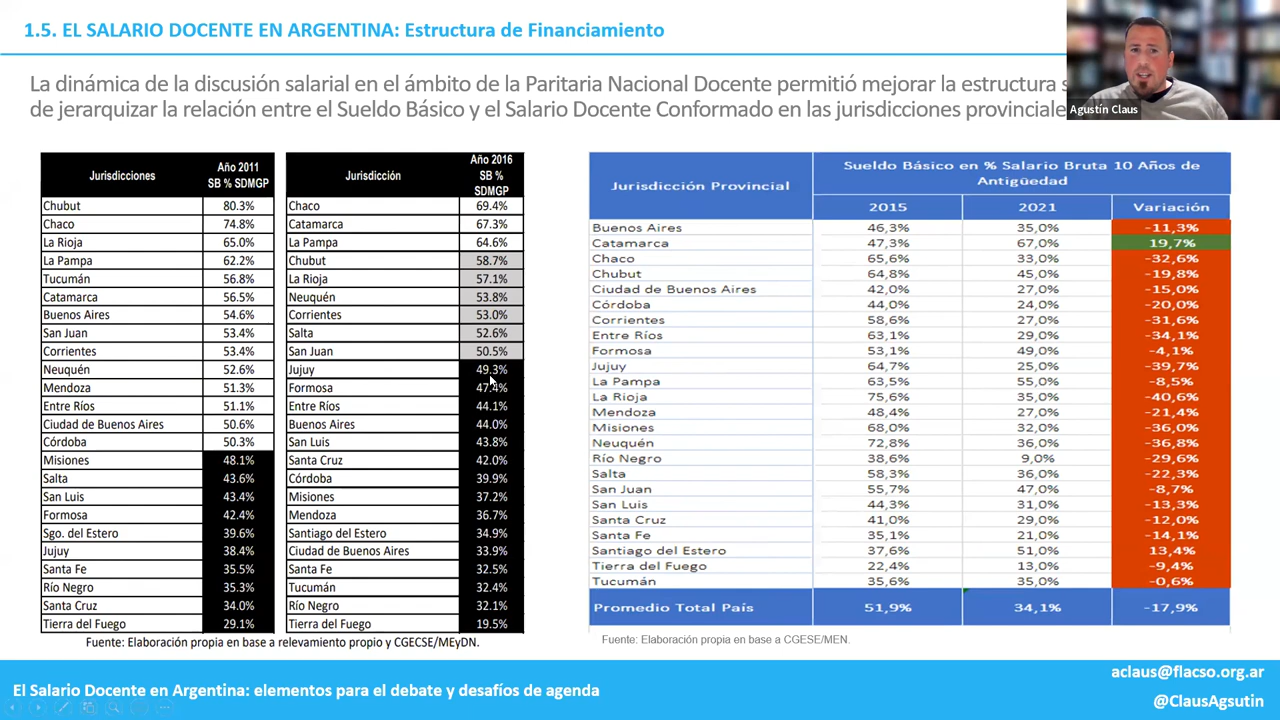 1.5. EL SALARIO DOCENTE EN ARGENTINA: Estructura de Financiamiento
La dinámica de la discusión salarial en el ámbito de la Paritaria Nacional Docente permitió mejorar la estructura s
de jerarquizar la relación entre el Sueldo Básico y el Salario Docente Conformado en las jurisdicciones provinciale
Agustín Claus
Jurisdicciones Año 2011 SB % SDMGP
Chubut 80.3%
Chaco 74.8%
La Rioja 65.0%
La Pampa 62.2%
Tucumán 56.8%
Catamarca 56.5%
Buenos Aires 54.6%
San Juan 53.4%
Corrientes 53.4%
Neuquén 52.6%
Mendoza 51.3%
Entre Ríos 51.1%
Ciudad de Buenos Aires 50.6%
Córdoba 50.3%
Misiones 48.1%
Salta 43.6%
San Luis 43.4%
Formosa 42.4%
Sgo. del Estero 39.6%
Jujuy 38.4%
Santa Fe 35.5%
Río Negro 35.3%
Santa Cruz 34.0%
Tierra del Fuego 29.1%
Jurisdicción Año 2016 SB % SDMGP
Chaco 69.4%
Catamarca 67.3%
La Pampa 64.6%
Chubut 58.7%
La Rioja 57.1%
Neuquén 53.8%
Corrientes 53.0%
Salta 52.6%
San Juan 50.5%
Jujuy 49.3%
Formosa 47.4%
Entre Ríos 44.1%
Buenos Aires 44.0%
San Luis 43.8%
Santa Cruz 42.0%
Córdoba 39.9%
Misiones 37.2%
Mendoza 36.7%
Santiago del Estero 34.9%
Ciudad de Buenos Aires 33.9%
Santa Fe 32.5%
Tucumán 32.4%
Río Negro 32.1%
Tierra del Fuego 19.5%
Fuente: Elaboración propia en base a relevamiento propio y CGECSE/MEyDN.
Jurisdicción Provincial
Sueldo Básico en % Salario Bruta 10 Años de
Antigüedad
2015 2021 Variación
Buenos Aires 46,3% 35,0% -11,3%
Catamarca 47,3% 67,0% 19,7%
Chaco 65,6% 33,0% -32,6%
Chubut 64,8% 45,0% -19,8%
Ciudad de Buenos Aires 42,0% 27,0% -15,0%
Córdoba 44,0% 24,0% -20,0%
Corrientes 58,6% 27,0% -31,6%
Entre Ríos 63,1% 29,0% -34,1%
Formosa 53,1% 49,0% -4,1%
Jujuy 64,7% 25,0% -39,7%
La Pampa 63,5% 55,0% -8,5%
La Rioja 75,6% 35,0% -40,6%
Mendoza 48,4% 27,0% -21,4%
Misiones 68,0% 32,0% -36,0%
Neuquén 72,8% 36,0% -36,8%
Río Negro 38,6% 9,0% -29,6%
Salta 58,3% 36,0% -22,3%
San Juan 55,7% 47,0% -8,7%
San Luis 44,3% 31,0% -13,3%
Santa Cruz 41,0% 29,0% -12,0%
Santa Fe 35,1% 21,0% -14,1%
Santiago del Estero 37,6% 51,0% 13,4%
Tierra del Fuego 22,4% 13,0% -9,4%
Tucumán 35,6% 35,0% -0,6%
Promedio Total País 51,9% 34,1% -17,9%
Fuente: Elaboración propia en base a CGESE/MEN.
El Salario Docente en Argentina: elementos para el debate y desafíos de agenda
aclaus@flacso.org.ar
@ClausAgsutin